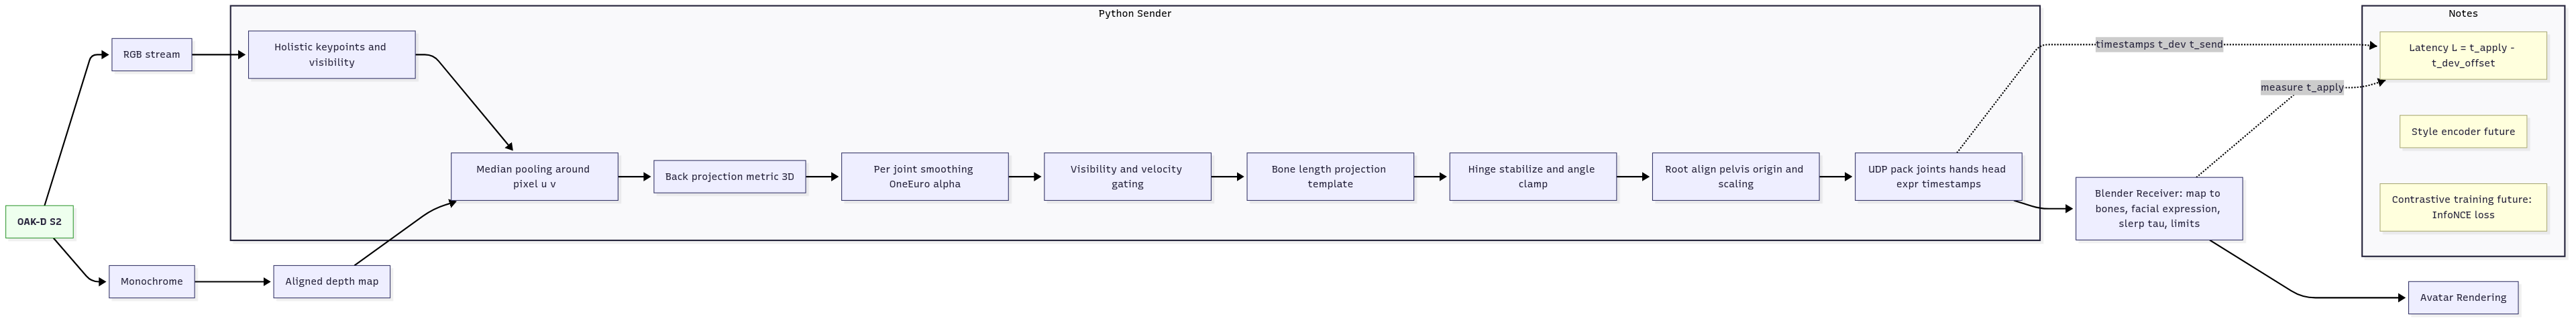 Python Sender
Notes
Holistic keypoints and
visibility
RGB stream
timestamps t_dev t_send
Latency L = t_apply -
t_dev_offset
measure t_apply
Style encoder future
Median pooling around
pixel u v
Back projection metric 3D
Per joint smoothing
OneEuro alpha
Visibility and velocity
gating
Bone length projection
template
Hinge stabilize and angle
clamp
Root align pelvis origin and
scaling
UDP pack joints hands head
expr timestamps
Blender Receiver: map to
bones, facial expression,
slerp tau, limits
Contrastive training future:
InfoNCE loss
OAK-D S2
Monochrome
Aligned depth map
Avatar Rendering